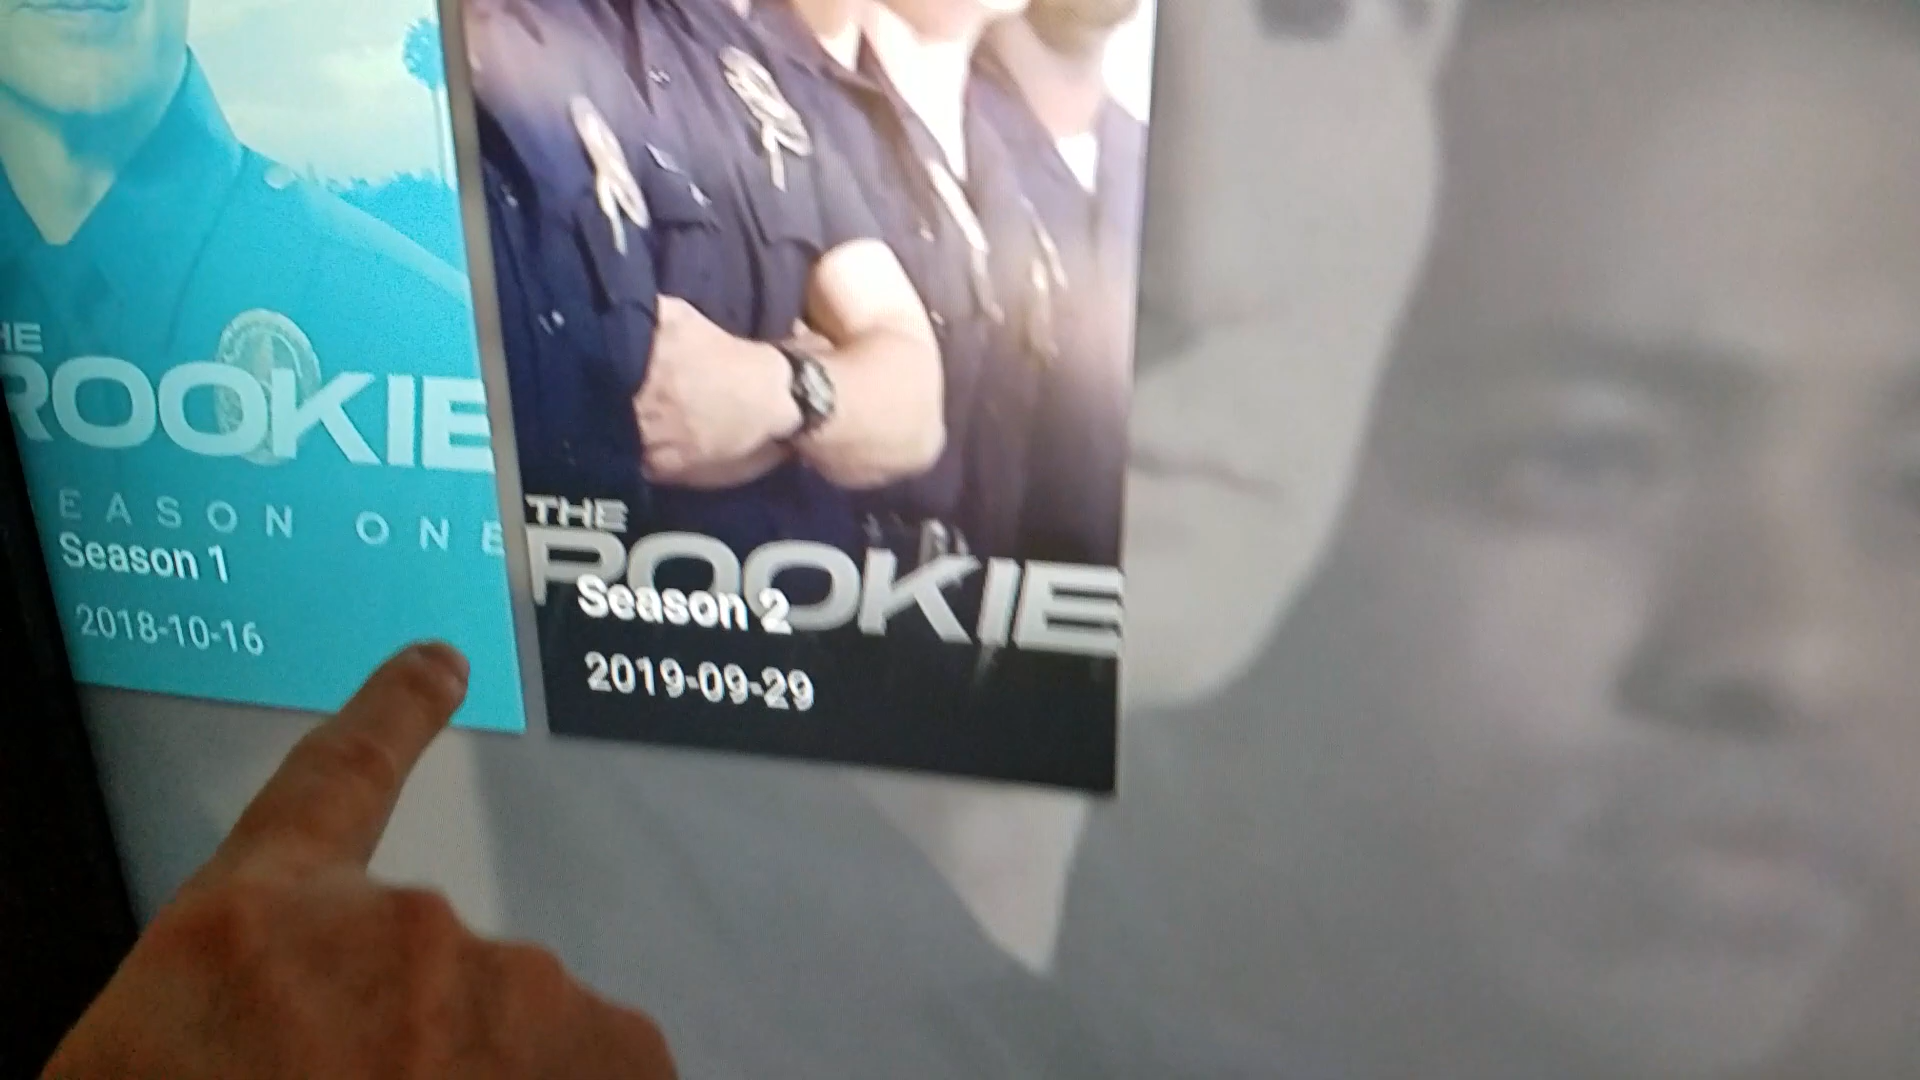 THE
ROOKIE
EASON ONE
Season 1
2018-10-16
THE
ROOKIE
Season 2
2019-09-29